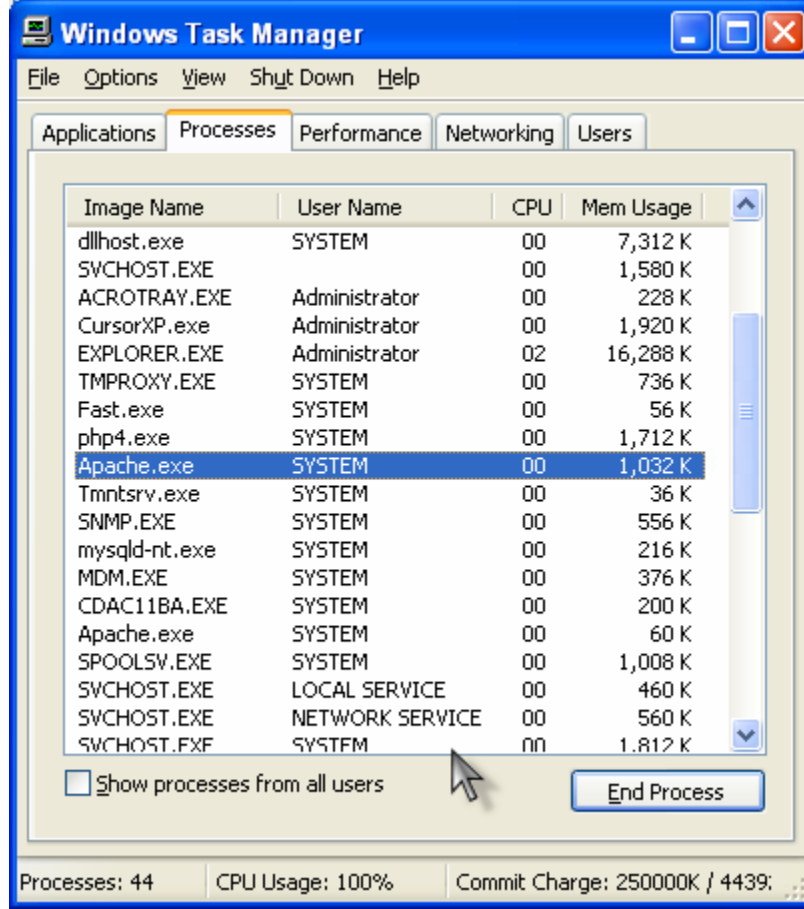 Windows Task Manager
File Options View Shut Down Help
Applications Processes Performance Networking Users
Image Name User Name CPU Mem Usage
dllhost.exe SYSTEM 00 7,312 K
SVCHOST.EXE 00 1,580 K
ACROTRAY.EXE Administrator 00 228 K
CursorXP.exe Administrator 00 1,920 K
EXPLORER.EXE Administrator 02 16,288 K
TMPROXY.EXE SYSTEM 00 736 K
Fast.exe SYSTEM 00 56 K
php4.exe SYSTEM 00 1,712 K
Apache.exe SYSTEM 00 1,032 K
Tmntsrv.exe SYSTEM 00 36 K
SNMP.EXE SYSTEM 00 556 K
mysqld-nt.exe SYSTEM 00 216 K
MDM.EXE SYSTEM 00 376 K
CDAC11BA.EXE SYSTEM 00 200 K
Apache.exe SYSTEM 00 60 K
SPOOLSV.EXE SYSTEM 00 1,008 K
SVCHOST.EXE LOCAL SERVICE 00 460 K
SVCHOST.EXE NETWORK SERVICE 00 560 K
SVCHOST.EXE SYSTEM 00 1,812 K
Show processes from all users End Process
Processes: 44 CPU Usage: 100% Commit Charge: 250000K /